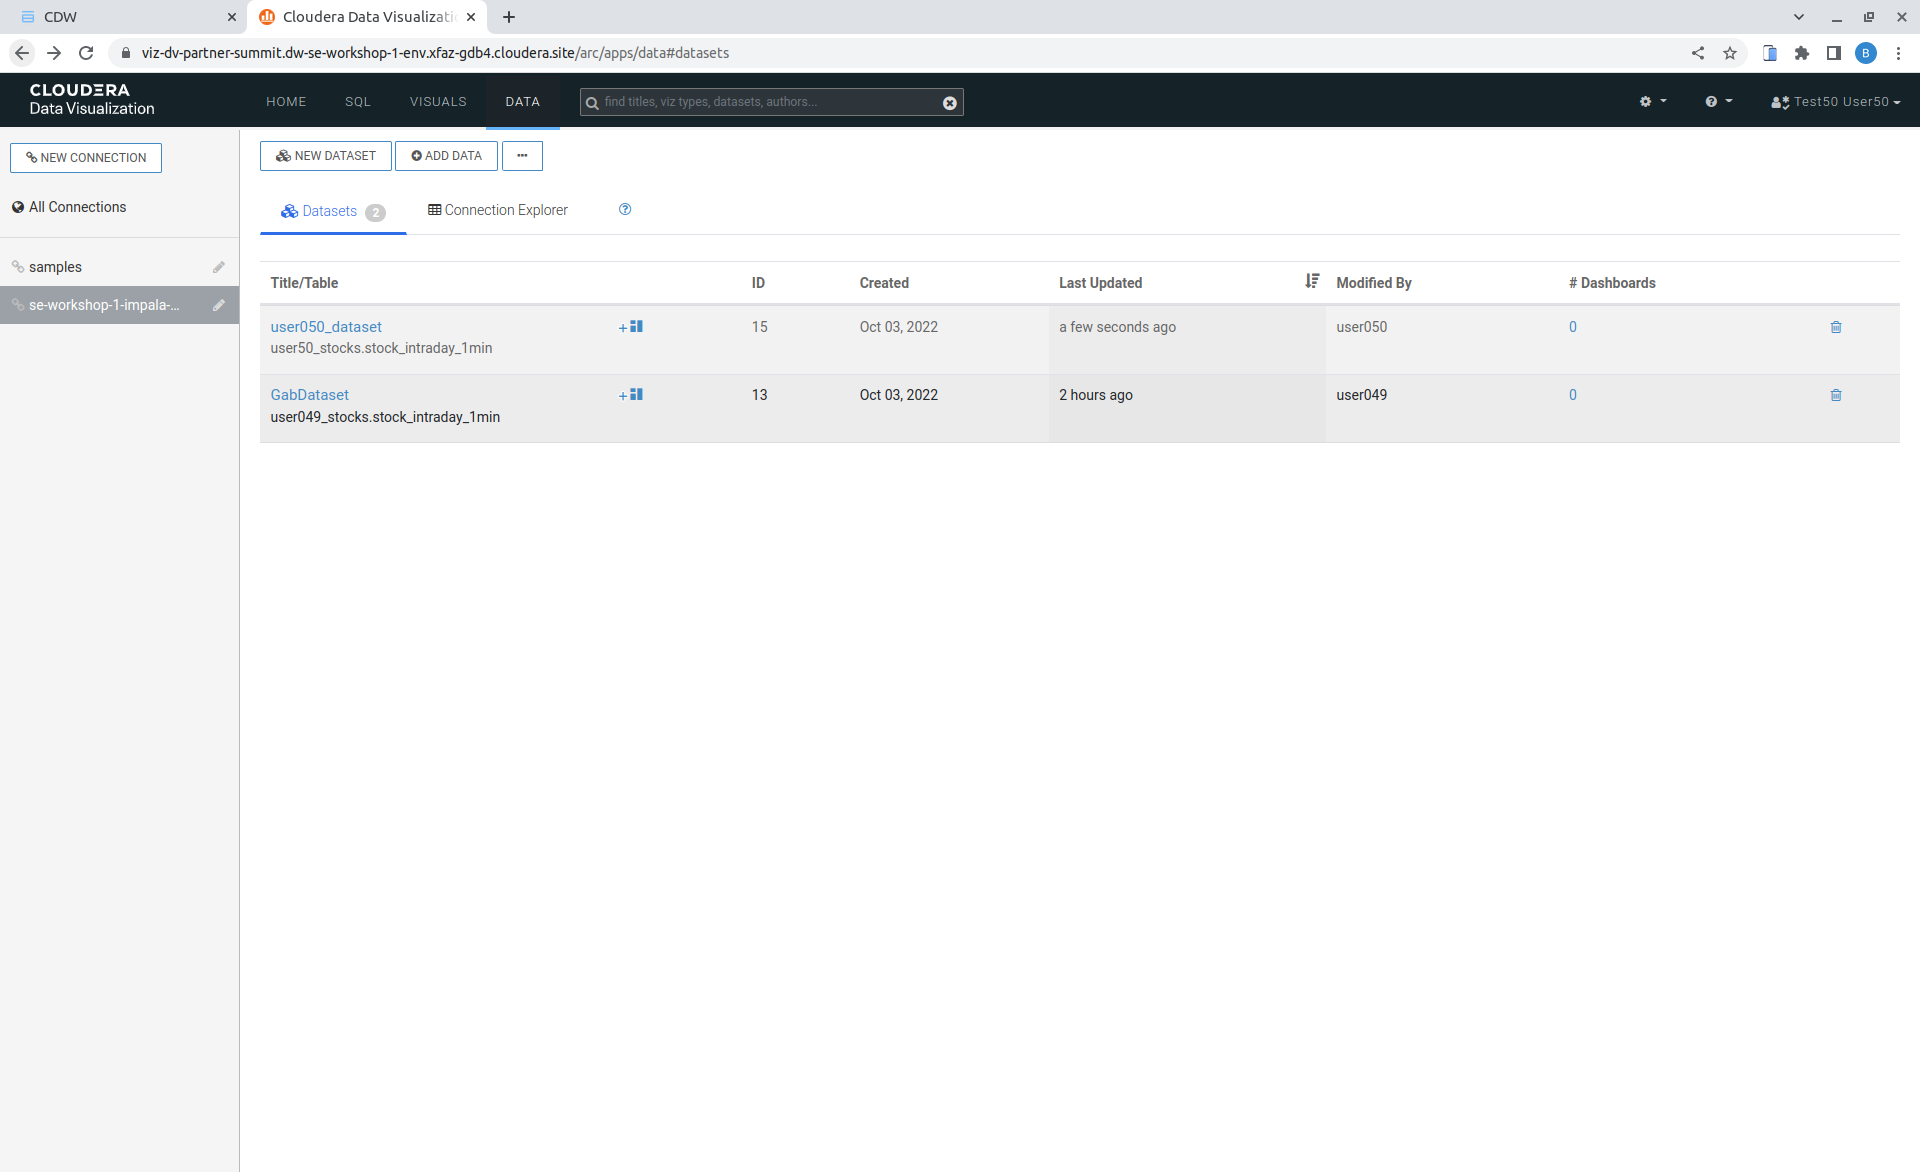 CDW
Cloudera Data Visualizati
viz-dv-partner-summit.dw-se-workshop-1-env.xfaz-gdb4.cloudera.site/arc/apps/data#datasets
B
CLOUDERA
Data Visualization
HOME
SQL
VISUALS
DATA
find titles, viz types, datasets, authors...
Test50 User50
NEW CONNECTION
All Connections
samples
se-workshop-1-impala-...
NEW DATASET
ADD DATA
...
Datasets 2
Connection Explorer
Title/Table ID Created Last Updated Modified By # Dashboards
user050_dataset 15 Oct 03, 2022 a few seconds ago user050 0
user50_stocks.stock_intraday_1min
GabDataset 13 Oct 03, 2022 2 hours ago user049 0
user049_stocks.stock_intraday_1min